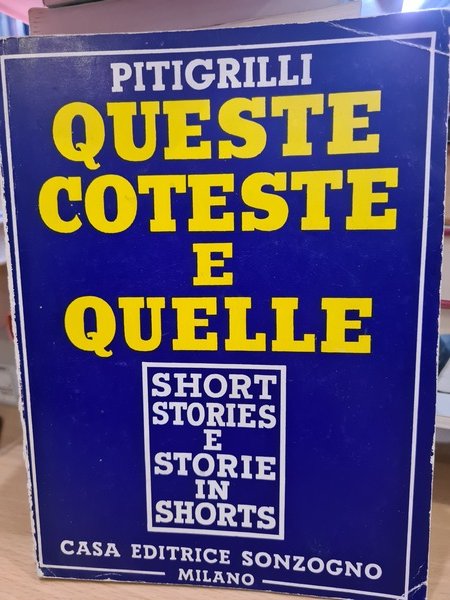 PITIGRILLI
QUESTE
COTESTE
E
QUELLE
SHORT
STORIES
E
STORIE
IN
SHORTS
CASA EDITRICE SONZOGNO
MILANO